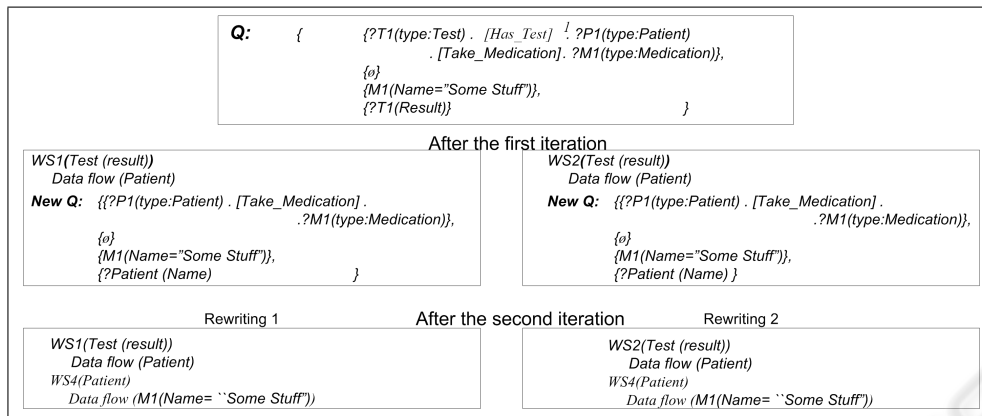 Q: { {?T1(type:Test) . [Has_Test] 1 . ?P1(type:Patient)
. [Take_Medication]. ?M1(type:Medication)},
{ø}
{M1(Name="Some Stuff")},
{?T1(Result)} }
After the first iteration
WS1(Test (result))
Data flow (Patient)
New Q: {{?P1(type:Patient) . [Take_Medication] .
.?M1(type:Medication)},
{ø}
{M1(Name="Some Stuff”)},
{?Patient (Name) }
WS2(Test (result))
Data flow (Patient)
New Q: {{?P1(type:Patient) . [Take_Medication] .
.?M1(type:Medication)},
{ø}
{M1(Name="Some Stuff”)},
{?Patient (Name) }
Rewriting 1 After the second iteration Rewriting 2
WS1(Test (result))
Data flow (Patient)
WS4(Patient)
Data flow (M1(Name= ``Some Stuff”))
WS2(Test (result))
Data flow (Patient)
WS4(Patient)
Data flow (M1(Name= ``Some Stuff”))